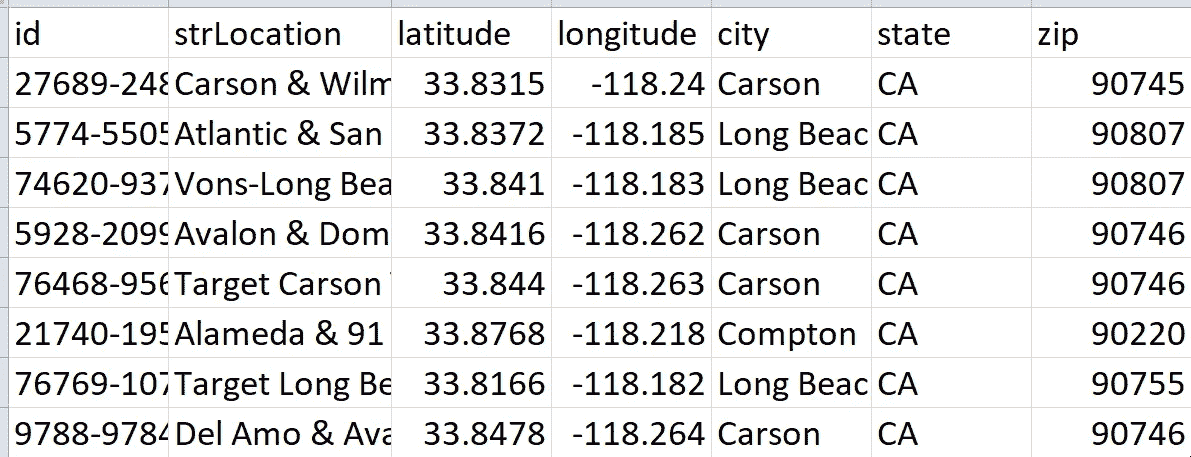 id strLocation latitude longitude city state zip
27689-248 Carson & Wilm 33.8315 -118.24 Carson CA 90745
5774-5505 Atlantic & San 33.8372 -118.185 Long Beac CA 90807
74620-937 Vons-Long Bea 33.841 -118.183 Long Beac CA 90807
5928-2099 Avalon & Dom 33.8416 -118.262 Carson CA 90746
76468-956 Target Carson 33.844 -118.263 Carson CA 90746
21740-195 Alameda & 91 33.8768 -118.218 Compton CA 90220
76769-107 Target Long Be 33.8166 -118.182 Long Beac CA 90755
9788-9784 Del Amo & Ava 33.8478 -118.264 Carson CA 90746